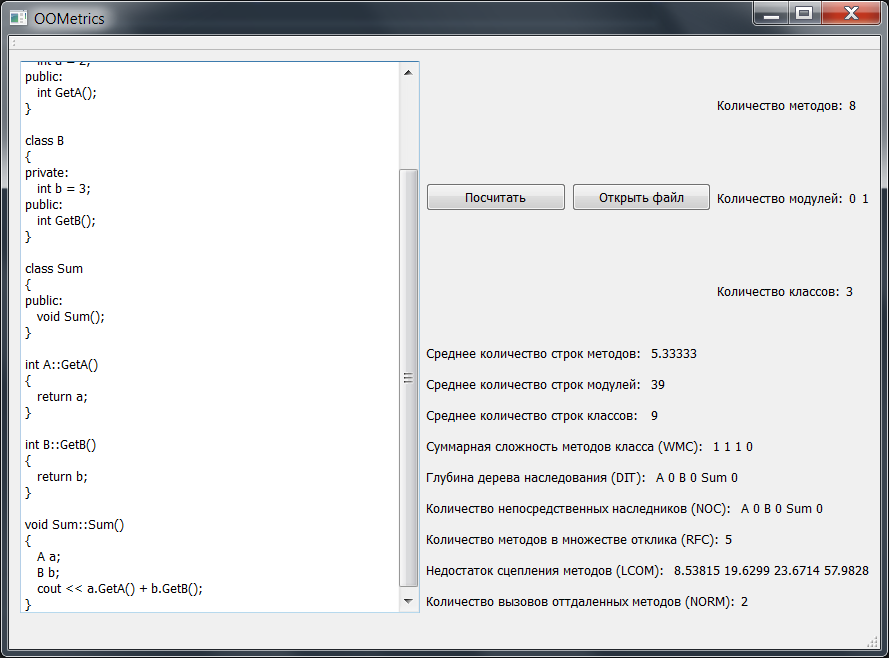 OOMetrics
int a = 2;
public:
int GetA();
}
class B
{
private:
int b = 3;
public:
int GetB();
}
class Sum
{
public:
void Sum();
}
int A::GetA()
{
return a;
}
int B::GetB()
{
return b;
}
void Sum::Sum()
{
A a;
B b;
cout << a.GetA() + b.GetB();
}
Посчитать
Открыть файл
Количество методов: 8
Количество модулей: 0 1
Количество классов: 3
Среднее количество строк методов: 5.33333
Среднее количество строк модулей: 39
Среднее количество строк классов: 9
Суммарная сложность методов класса (WMC): 1 1 1 0
Глубина дерева наследования (DIT): A 0 B 0 Sum 0
Количество непосредственных наследников (NOC): A 0 B 0 Sum 0
Количество методов в множестве отклика (RFC): 5
Недостаток сцепления методов (LCOM): 8.53815 19.6299 23.6714 57.9828
Количество вызовов оттдаленных методов (NORM): 2